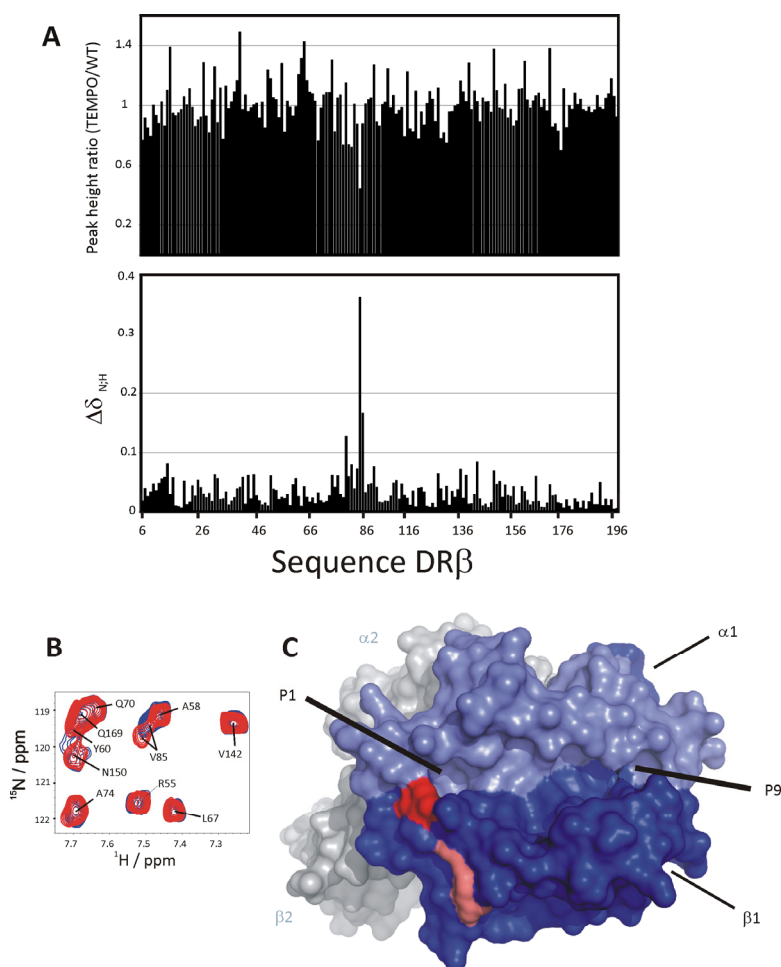 A
Peak height ratio (TEMPO/WT)
1.4
1
0.6
0.2
Δδ N;H
0.4
0.3
0.2
0.1
0
6 26 46 66 86 106 116 136 156 176 196
Sequence DRβ
B
15N / ppm
119
120
121
122
Q70
Q169
Y60
N150
A74
A58
V85
R55
V142
L67
7.7 7.6 7.5 7.4 7.3
1H / ppm
C
α2
α1
P1
P9
β2
β1